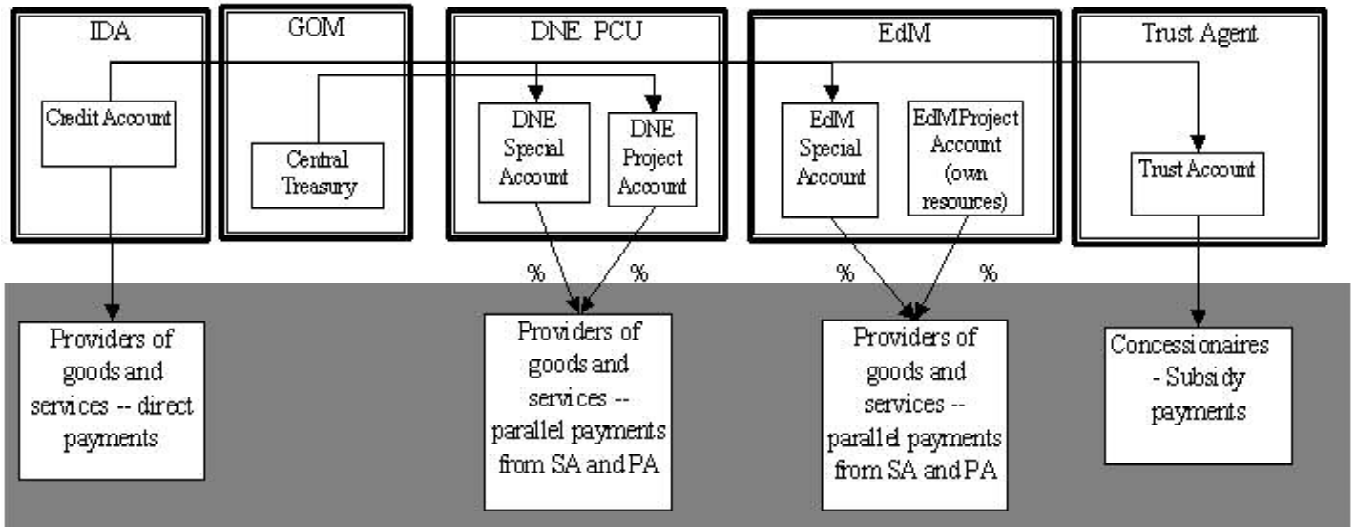 IDA
GOM
DNE PCU
EdM
Trust Agent
Credit Account
Central
Treasury
DNE
Special
Account
DNE
Project
Account
EdM
Special
Account
EdM Project
Account
(own
resources)
Trust Account
%
%
%
%
Providers of
goods and
services -- direct
payments
Providers of
goods and
services --
parallel payments
from SA and PA
Providers of
goods and
services --
parallel payments
from SA and PA
Concessionaires
- Subsidy
payments